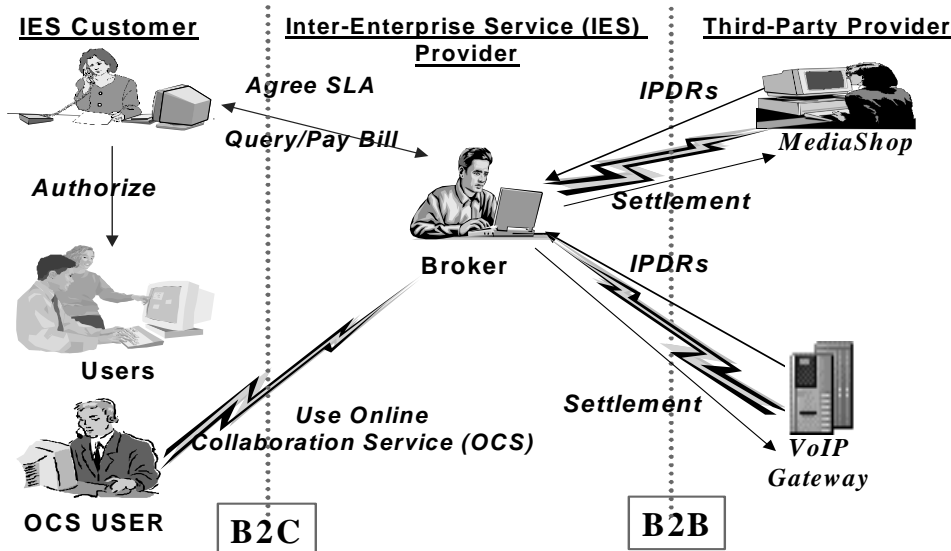 IES Customer
Inter-Enterprise Service (IES)
Provider
Third-Party Provider
Agree SLA
Query/Pay Bill
IPDRs
MediaShop
Authorize
Settlement
Broker
IPDRs
Users
Settlement
Use Online
Collaboration Service (OCS)
VoIP
Gateway
OCS USER
B2C
B2B